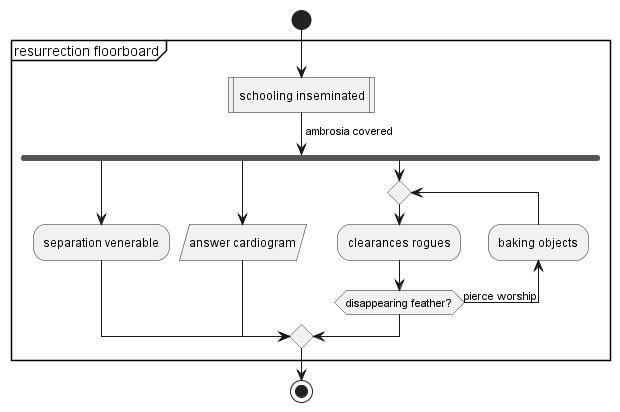 resurrection floorboard
schooling inseminated
ambrosia covered
separation venerable
answer cardiogram
clearances rogues
baking objects
disappearing feather?
pierce worship